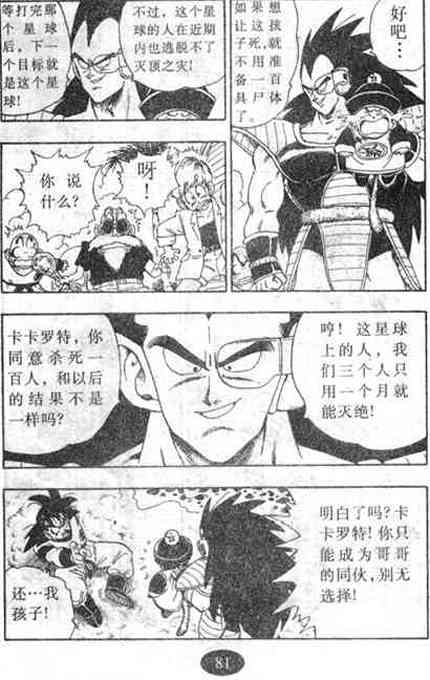 好
吧…
如果想
让这孩
子死,就
不用准
备一百
具尸体
了。
不过，这个星
球的人在近期
内也逃脱不了
灭顶之灾!
等打完那
个星球
后，下一
个目标就
是这个星
球!
呀
!
你说
什么?
哼！这星球
上的人，我
们三个人只
用一个月就
能灭绝!
卡卡罗特，你
同意杀死一
百人，和以后
的结果不是
一样吗?
明白了吗? 卡
卡罗特! 你只
能成为哥哥
的同伙,别无
选择!
还…我
孩子!
81